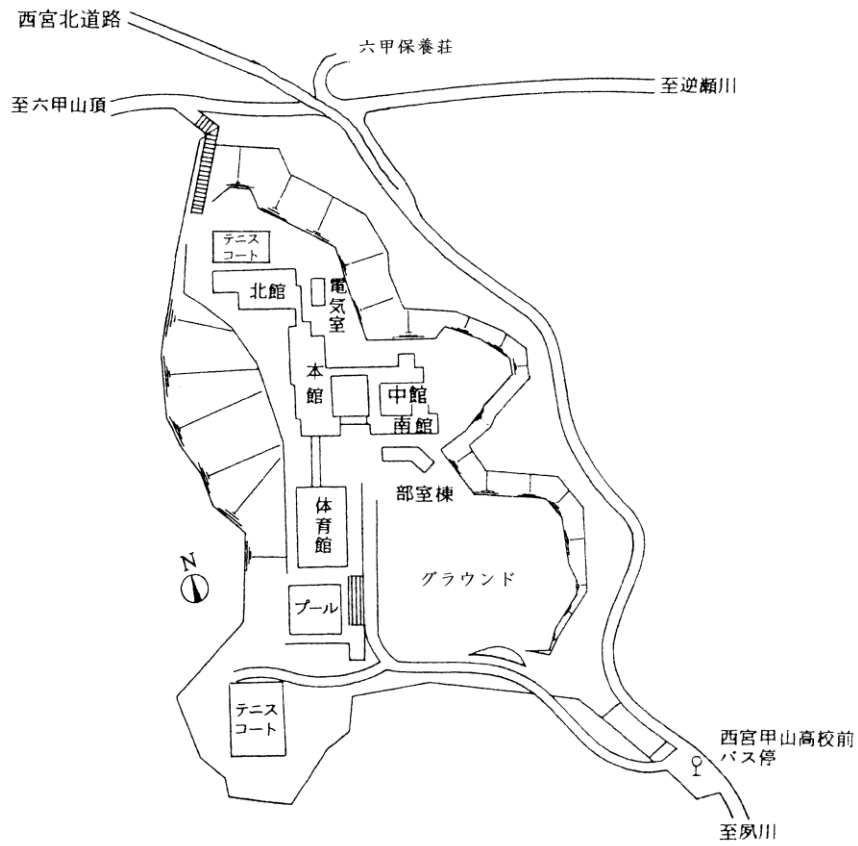 西宮北道路
六甲保養荘
至逆瀬川
至六甲山頂
テニス
コート
北館
電気室
本館
中館
南館
部室棟
体育館
N
グラウンド
プール
テニス
コート
西宮甲山高校前
バス停
至夙川